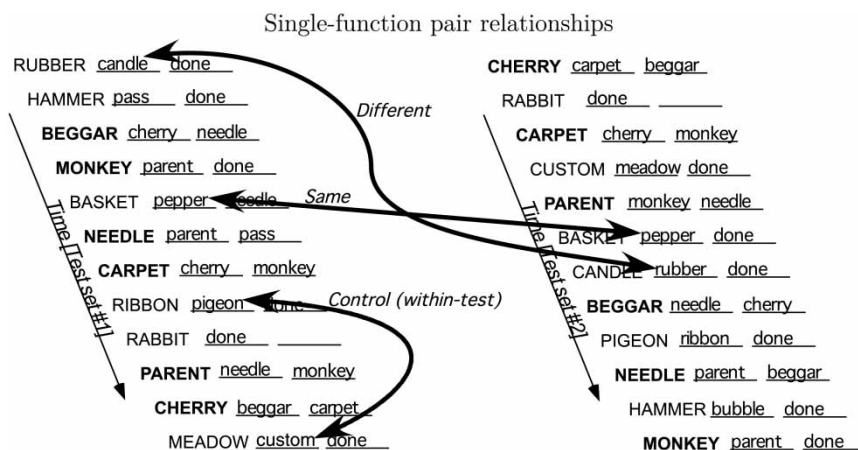 Single-function pair relationships
RUBBER candle done
HAMMER pass done
BEGGAR cherry needle
MONKEY parent done
BASKET pepper needle
NEEDLE parent pass
CARPET cherry monkey
RIBBON pigeon done
RABBIT done
PARENT needle monkey
CHERRY beggar carpet
MEADOW custom done
Time [Test set #1]
Different
Same
Control (within-test)
CHERRY carpet beggar
RABBIT done
CARPET cherry monkey
CUSTOM meadow done
PARENT monkey needle
BASKET pepper done
CANDLE rubber done
BEGGAR needle cherry
PIGEON ribbon done
NEEDLE parent beggar
HAMMER bubble done
MONKEY parent done
Time [Test set #2]